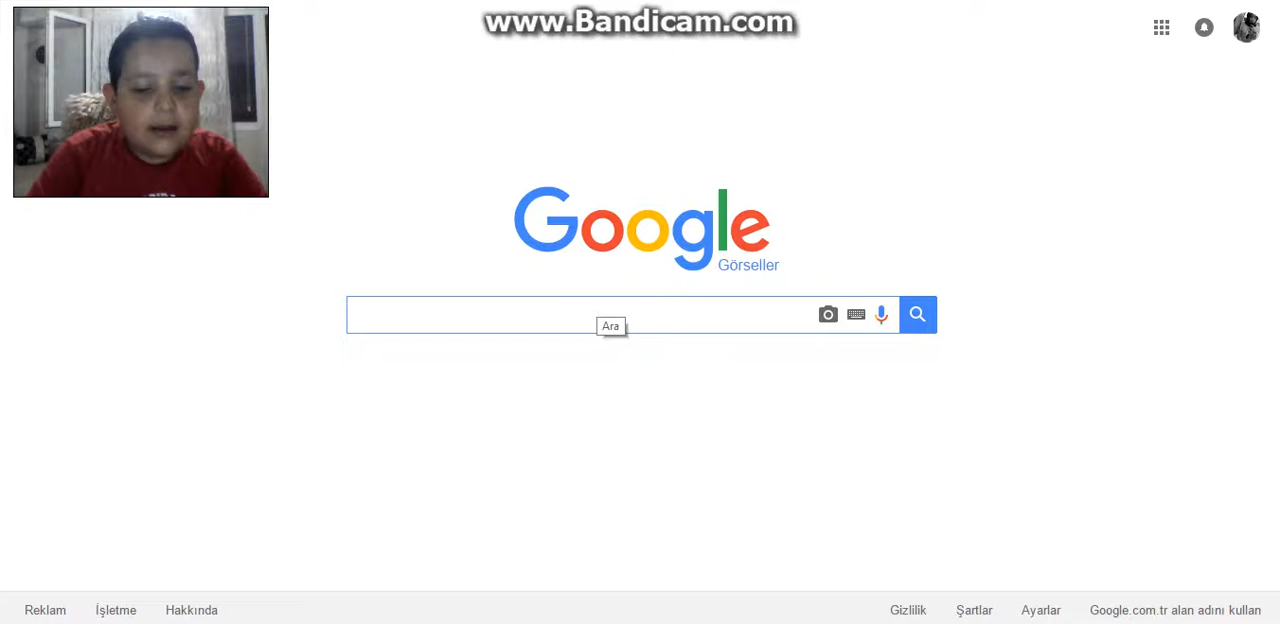 www.Bandicam.com
Google
Görseller
Ara
Reklam İşletme Hakkında Gizlilik Şartlar Ayarlar Google.com.tr alan adını kullan